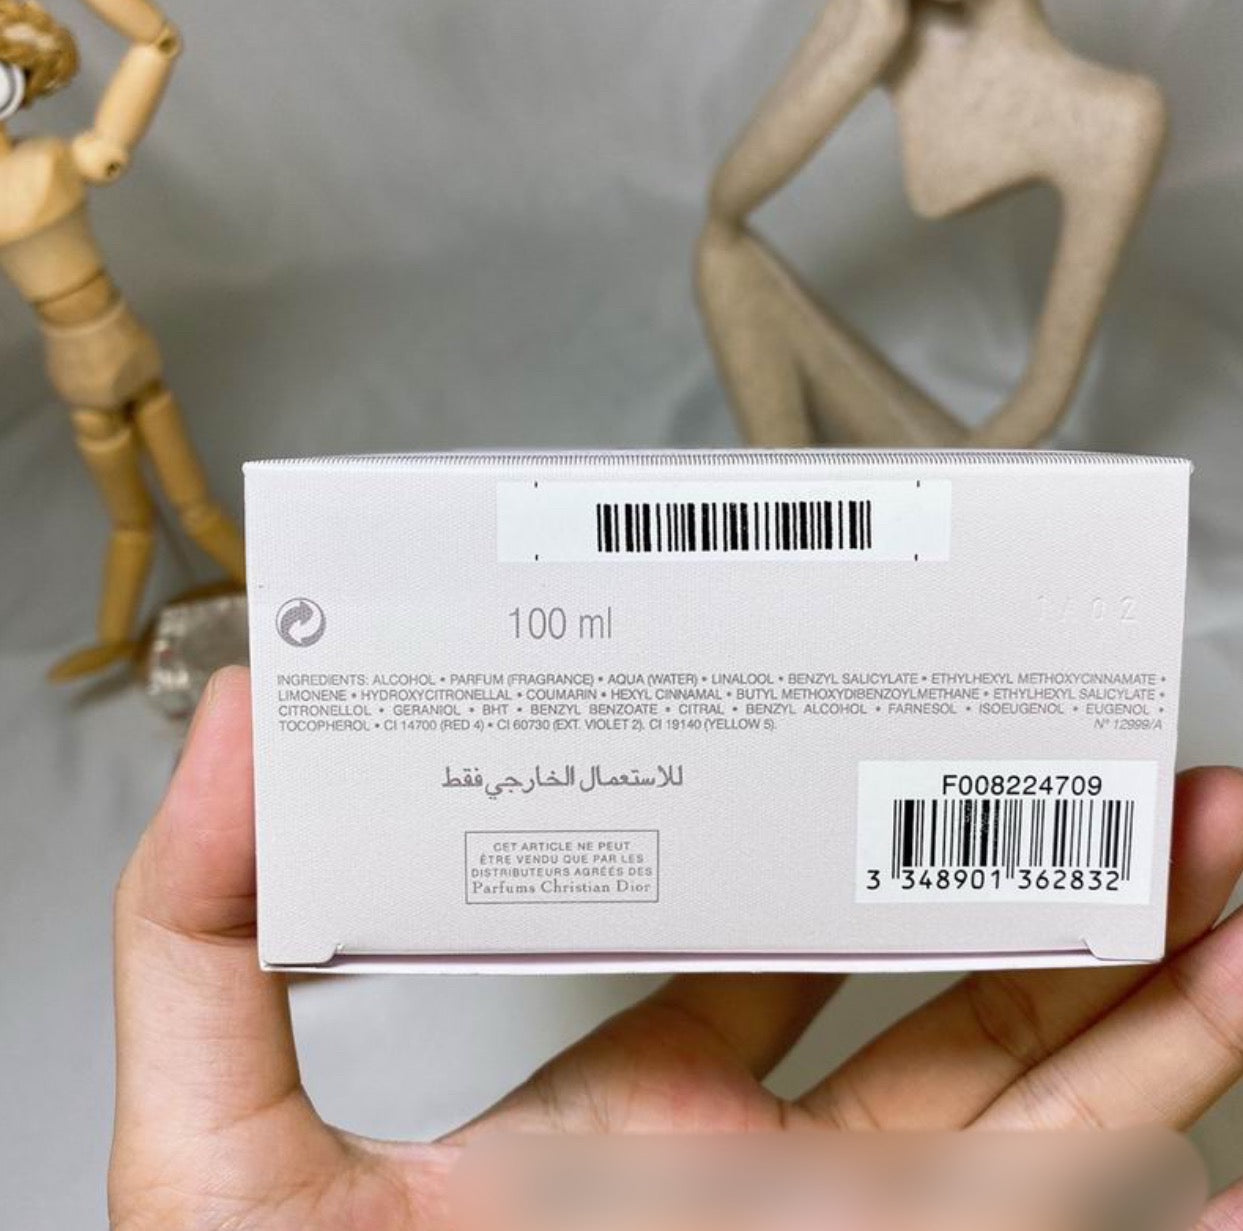 100 ml
INGREDIENTS: ALCOHOL • PARFUM (FRAGRANCE) • AQUA (WATER) • LINALOOL • BENZYL SALICYLATE • ETHYLHEXYL METHOXYCINNAMATE •
LIMONENE • HYDROXYCITRONELLAL • COUMARIN • HEXYL CINNAMAL • BUTYL METHOXYDIBENZOYLMETHANE • ETHYLHEXYL SALICYLATE •
CITRONELLOL • GERANIOL • BHT • BENZYL BENZOATE • CITRAL • BENZYL ALCOHOL • FARNESOL • ISOEUGENOL • EUGENOL •
TOCOPHEROL • CI 14700 (RED 4) • CI 60730 (EXT. VIOLET 2). CI 19140 (YELLOW 5). N° 12999/A
للاستعمال الخارجي فقط
CET ARTICLE NE PEUT
ÊTRE VENDU QUE PAR LES
DISTRIBUTEURS AGRÉÉS DES
Parfums Christian Dior
F008224709
3 348901 362832